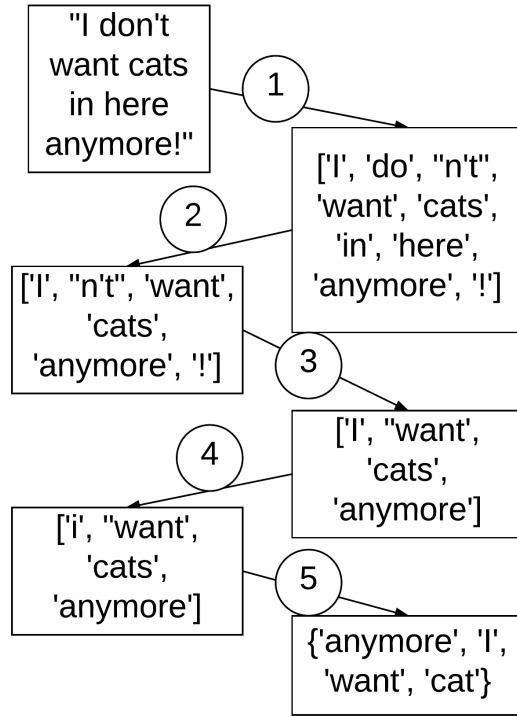 "I don't
want cats
in here
anymore!"
1
['I', 'do', "n't",
'want', 'cats',
'in', 'here',
'anymore', '!']
2
['I', "n't", 'want',
'cats',
'anymore', '!']
3
['I', "want',
'cats',
'anymore']
4
['i', "want',
'cats',
'anymore']
5
{'anymore', 'I',
'want', 'cat'}